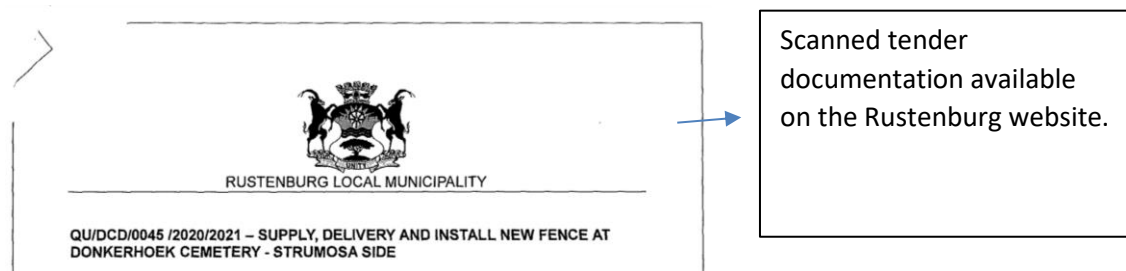 UNITY
RUSTENBURG LOCAL MUNICIPALITY
QU/DCD/0045 /2020/2021 – SUPPLY, DELIVERY AND INSTALL NEW FENCE AT
DONKERHOEK CEMETERY - STRUMOSA SIDE
Scanned tender
documentation available
on the Rustenburg website.